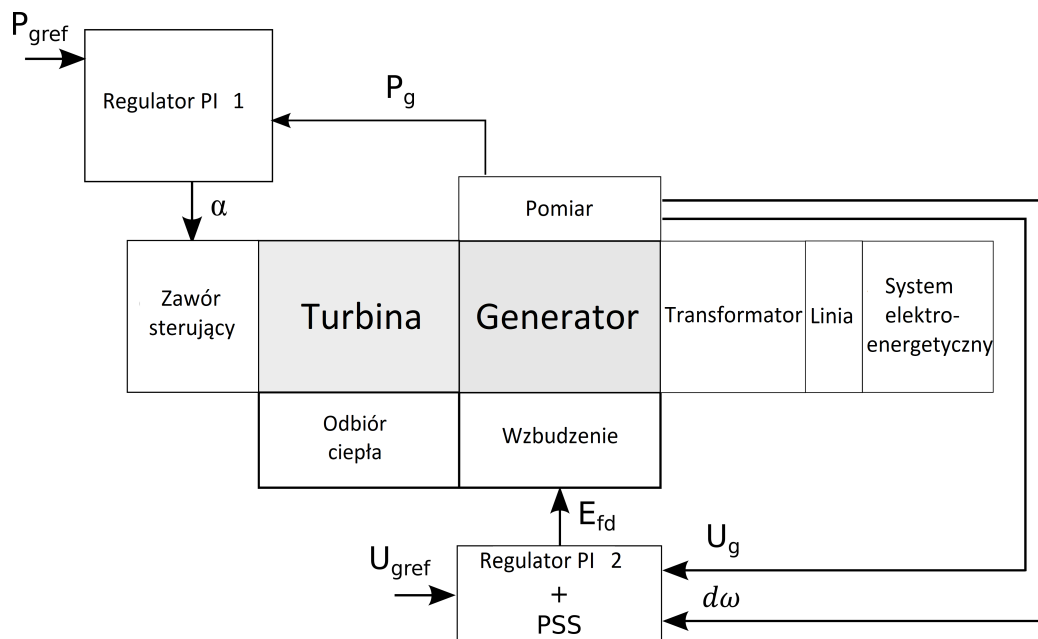 P_gref
Regulator PI 1
P_g
α
Pomiar
Zawór
sterujący
Turbina
Generator
Transformator
Linia
System
elektro-
energetyczny
Odbiór
ciepła
Wzbudzenie
E_fd
U_gref
Regulator PI 2
+
PSS
U_g
dω